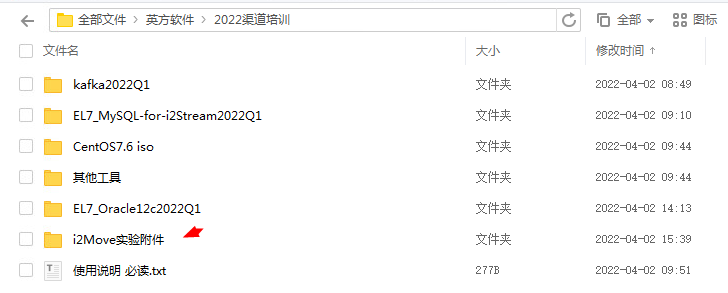 全部文件 英方软件 2022渠道培训 全部 图标
文件名 大小 修改时间
kafka2022Q1 文件夹 2022-04-02 08:49
EL7_MySQL-for-i2Stream2022Q1 文件夹 2022-04-02 09:10
CentOS7.6 iso 文件夹 2022-04-02 09:44
其他工具 文件夹 2022-04-02 09:44
EL7_Oracle12c2022Q1 文件夹 2022-04-02 14:13
i2Move实验附件 文件夹 2022-04-02 15:39
使用说明 必读.txt 277B 2022-04-02 09:51